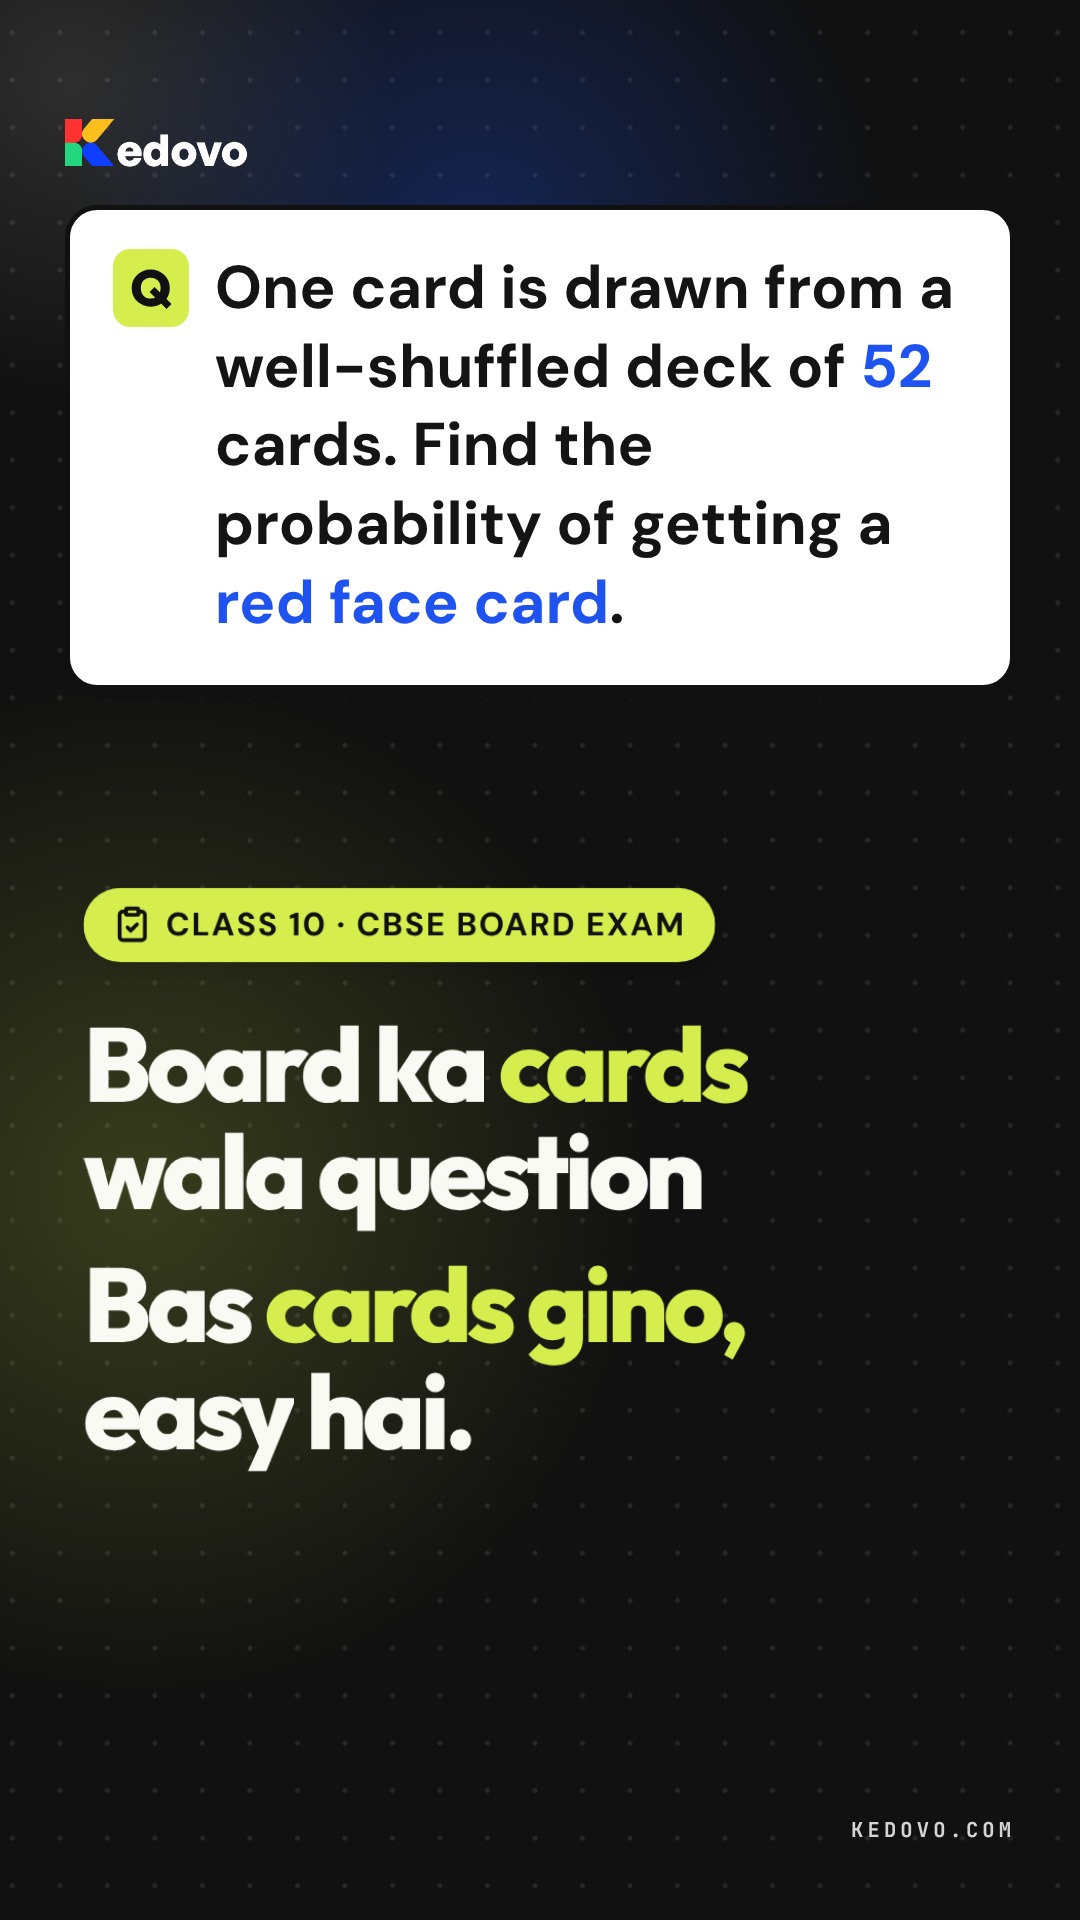 Kedovo
Q One card is drawn from a
well-shuffled deck of 52
cards. Find the
probability of getting a
red face card.
CLASS 10 · CBSE BOARD EXAM
Board ka cards
wala question
Bas cards gino,
easy hai.
KEDOVO.COM